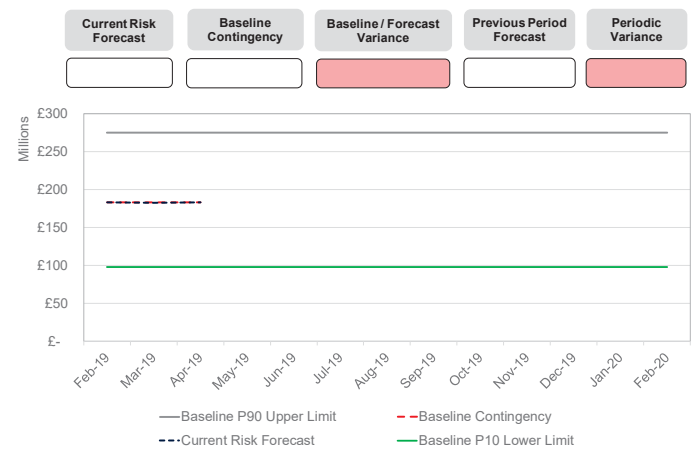 Current Risk Forecast
Baseline Contingency
Baseline / Forecast Variance
Previous Period Forecast
Periodic Variance
Millions
£300
£250
£200
£150
£100
£50
£-
Feb-19
Mar-19
Apr-19
May-19
Jun-19
Jul-19
Aug-19
Sep-19
Oct-19
Nov-19
Dec-19
Jan-20
Feb-20
Baseline P90 Upper Limit
Baseline Contingency
Current Risk Forecast
Baseline P10 Lower Limit